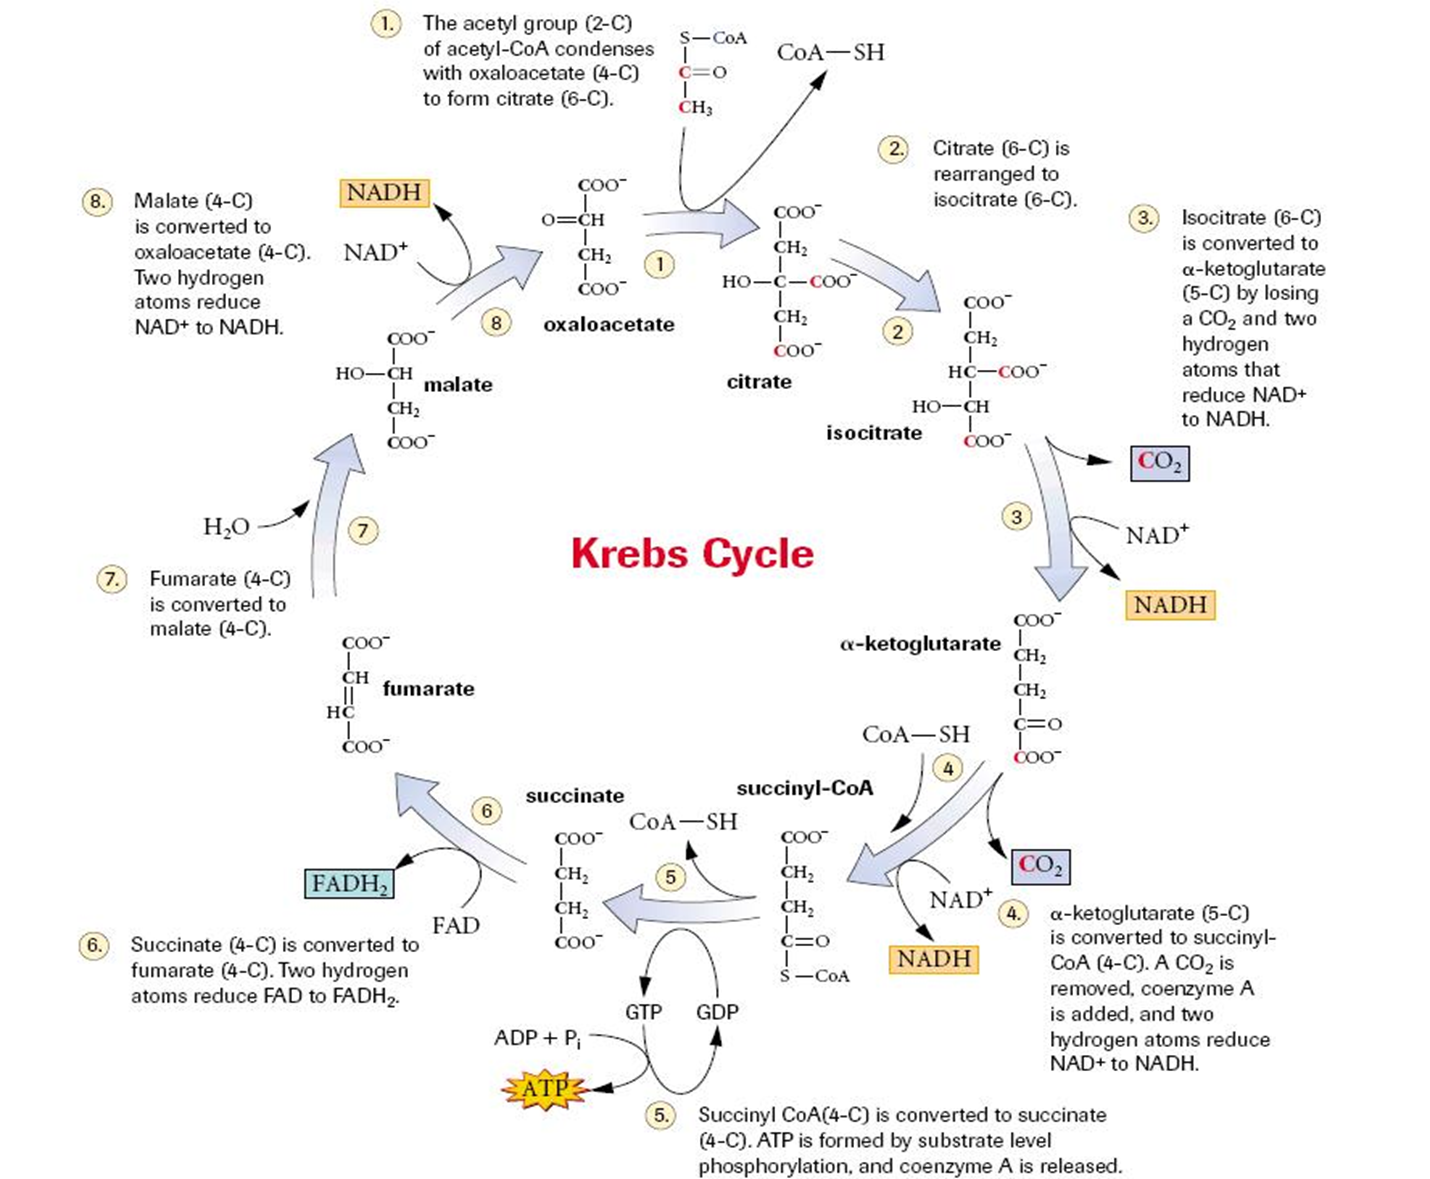 1. The acetyl group (2-C)
of acetyl-CoA condenses
with oxaloacetate (4-C)
to form citrate (6-C).
S—CoA
C=O
CH₃
CoA—SH
2. Citrate (6-C) is
rearranged to
isocitrate (6-C).
3. Isocitrate (6-C)
is converted to
α-ketoglutarate
(5-C) by losing
a CO₂ and two
hydrogen
atoms that
reduce NAD+
to NADH.
8. Malate (4-C)
is converted to
oxaloacetate (4-C).
Two hydrogen
atoms reduce
NAD+ to NADH.
NADH
NAD⁺
8
COO⁻
O=CH
CH₂
COO⁻
oxaloacetate
1
COO⁻
CH₂
HO—C—COO⁻
CH₂
COO⁻
citrate
2
COO⁻
CH₂
HC—COO⁻
HO—CH
COO⁻
isocitrate
CO₂
3
NAD⁺
NADH
COO⁻
HO—CH
CH₂
COO⁻
malate
H₂O
7
7. Fumarate (4-C)
is converted to
malate (4-C).
Krebs Cycle
α-ketoglutarate
COO⁻
CH₂
CH₂
C=O
COO⁻
COO⁻
CH
HC
COO⁻
fumarate
CoA—SH
4
CO₂
NAD⁺
NADH
4. α-ketoglutarate (5-C)
is converted to succinyl-
CoA (4-C). A CO₂ is
removed, coenzyme A
is added, and two
hydrogen atoms reduce
NAD+ to NADH.
succinyl-CoA
COO⁻
CH₂
CH₂
C=O
S—CoA
CoA—SH
5
succinate
COO⁻
CH₂
CH₂
COO⁻
6
FADH₂
FAD
6. Succinate (4-C) is converted to
fumarate (4-C). Two hydrogen
atoms reduce FAD to FADH₂.
GTP GDP
ADP + Pᵢ
ATP
5. Succinyl CoA(4-C) is converted to succinate
(4-C). ATP is formed by substrate level
phosphorylation, and coenzyme A is released.